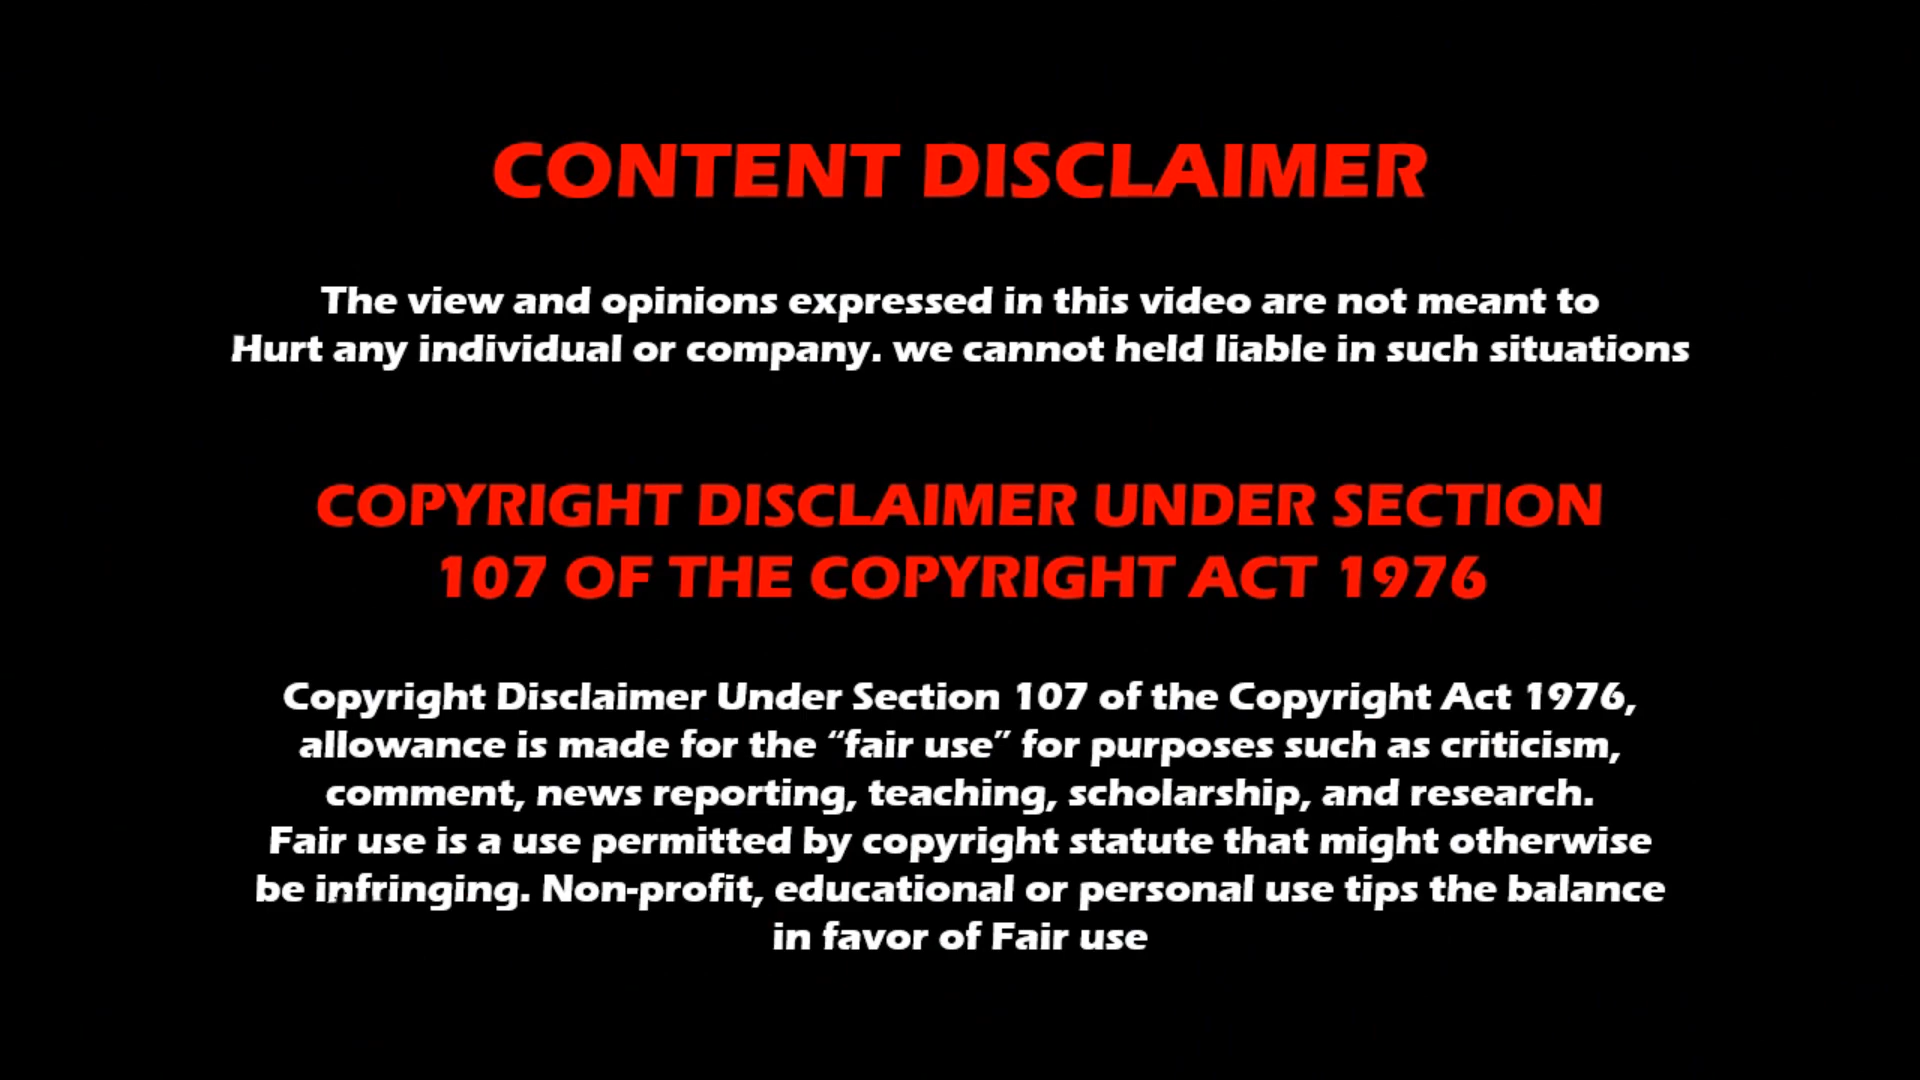 CONTENT DISCLAIMER
The view and opinions expressed in this video are not meant to
Hurt any individual or company. we cannot held liable in such situations
COPYRIGHT DISCLAIMER UNDER SECTION
107 OF THE COPYRIGHT ACT 1976
Copyright Disclaimer Under Section 107 of the Copyright Act 1976,
allowance is made for the “fair use” for purposes such as criticism,
comment, news reporting, teaching, scholarship, and research.
Fair use is a use permitted by copyright statute that might otherwise
be infringing. Non-profit, educational or personal use tips the balance
in favor of Fair use